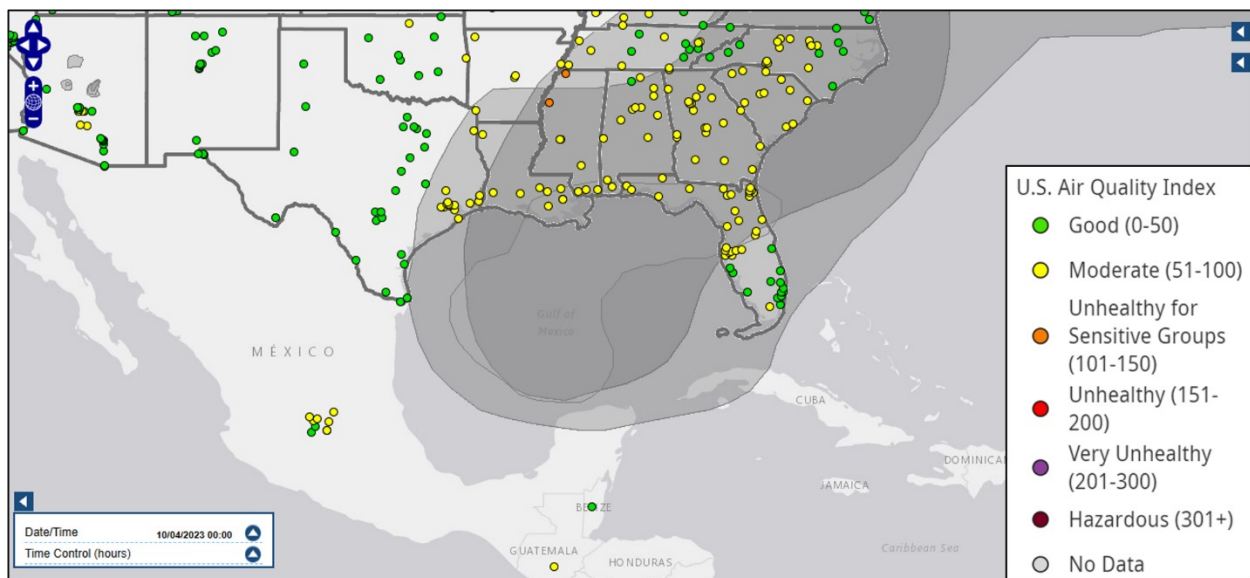 U.S. Air Quality Index
Good (0-50)
Moderate (51-100)
Unhealthy for
Sensitive Groups
(101-150)
Unhealthy (151-
200)
Very Unhealthy
(201-300)
Hazardous (301+)
No Data
Gulf of
Mexico
MÉXICO
CUBA
DOMINICAN
JAMAICA
BELIZE
GUATEMALA
HONDURAS
Caribbean Sea
Date/Time 10/04/2023 00:00
Time Control (hours)